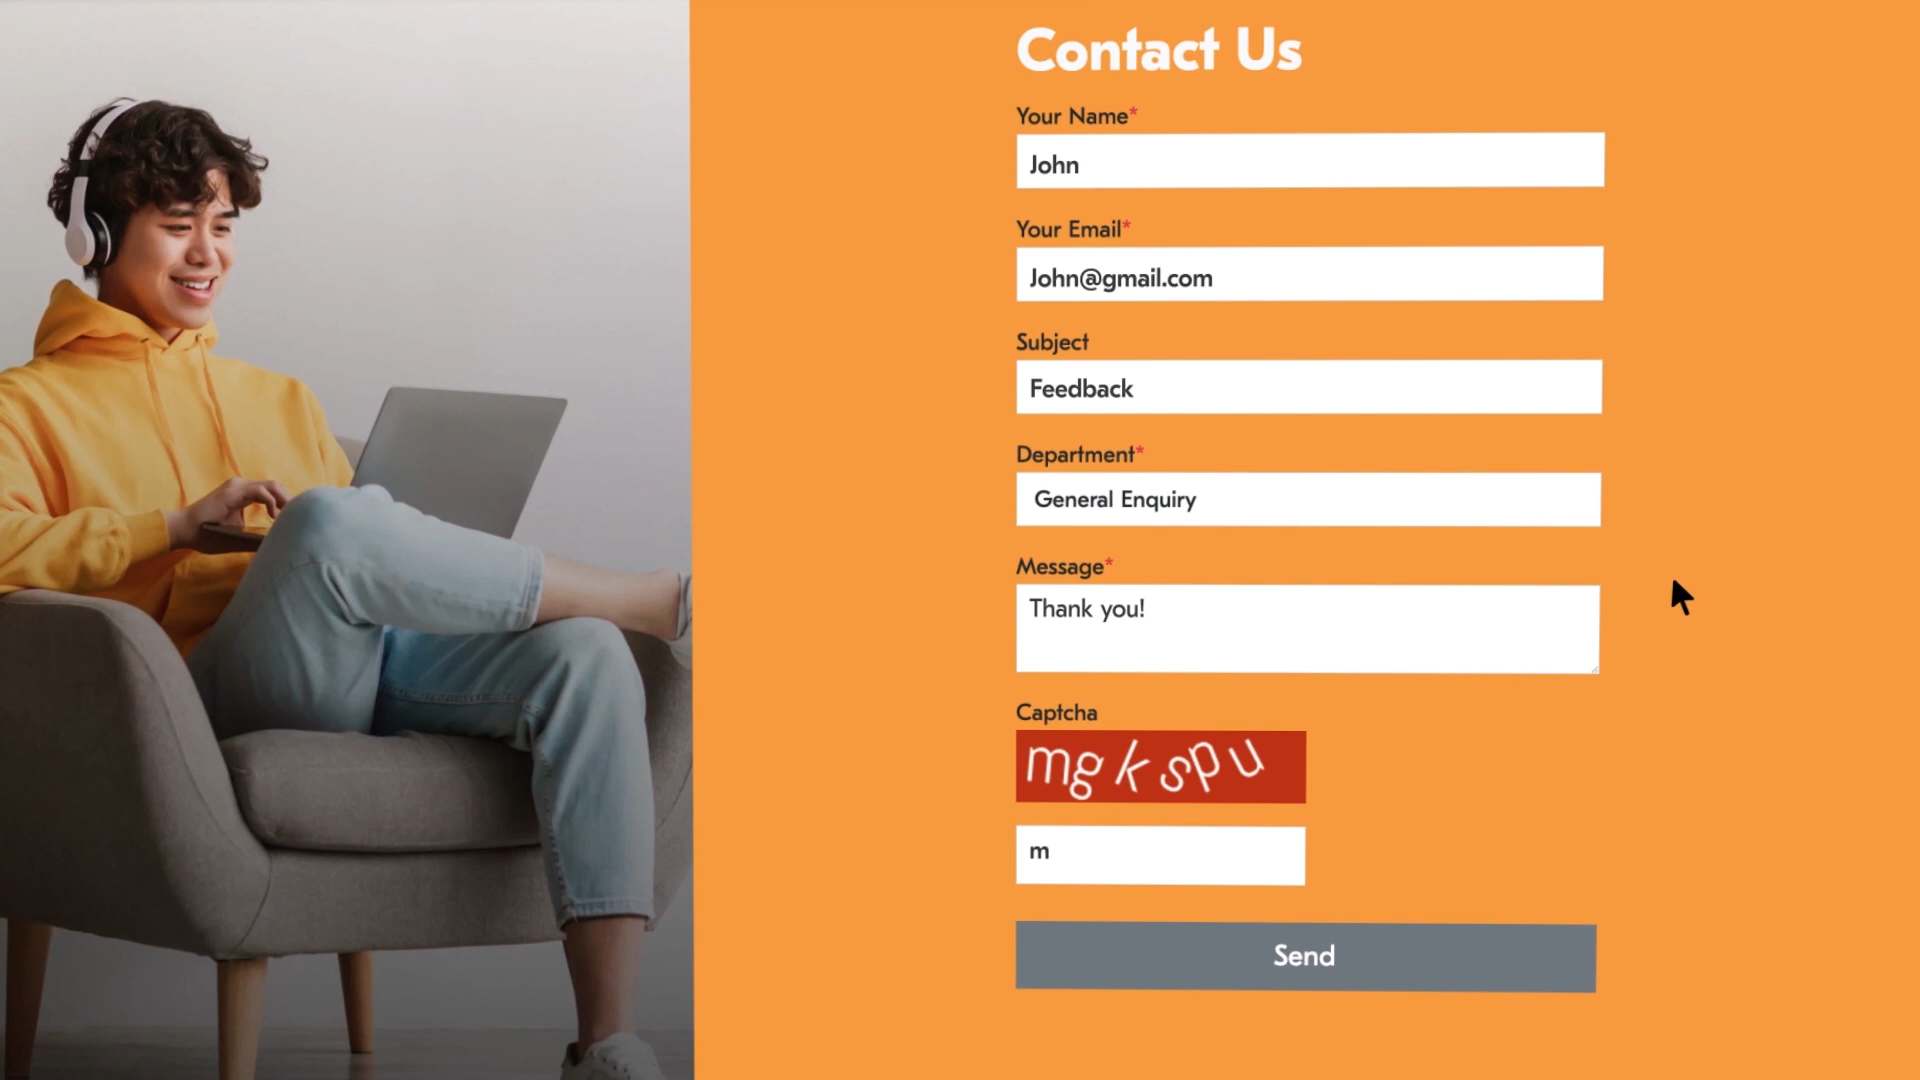 Contact Us
Your Name*
John
Your Email*
John@gmail.com
Subject
Feedback
Department*
General Enquiry
Message*
Thank you!
Captcha
mgkspu
m
Send